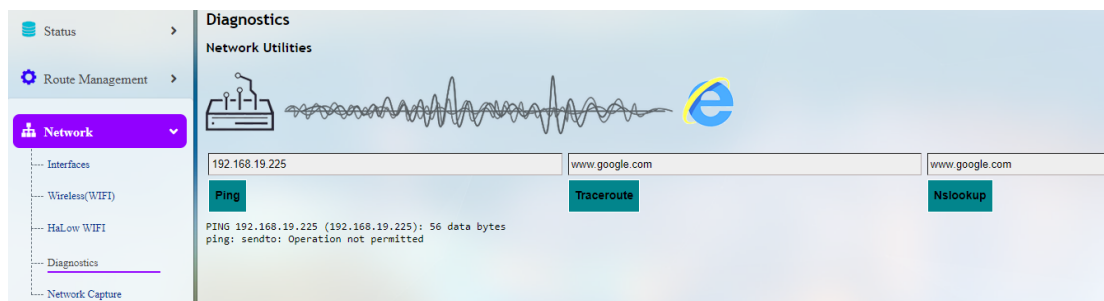 Status
Route Management
Network
Interfaces
Wireless(WIFI)
HaLow WIFI
Diagnostics
Network Capture
Diagnostics
Network Utilities
192.168.19.225
www.google.com
www.google.com
Ping
Traceroute
Nslookup
PING 192.168.19.225 (192.168.19.225): 56 data bytes
ping: sendto: Operation not permitted